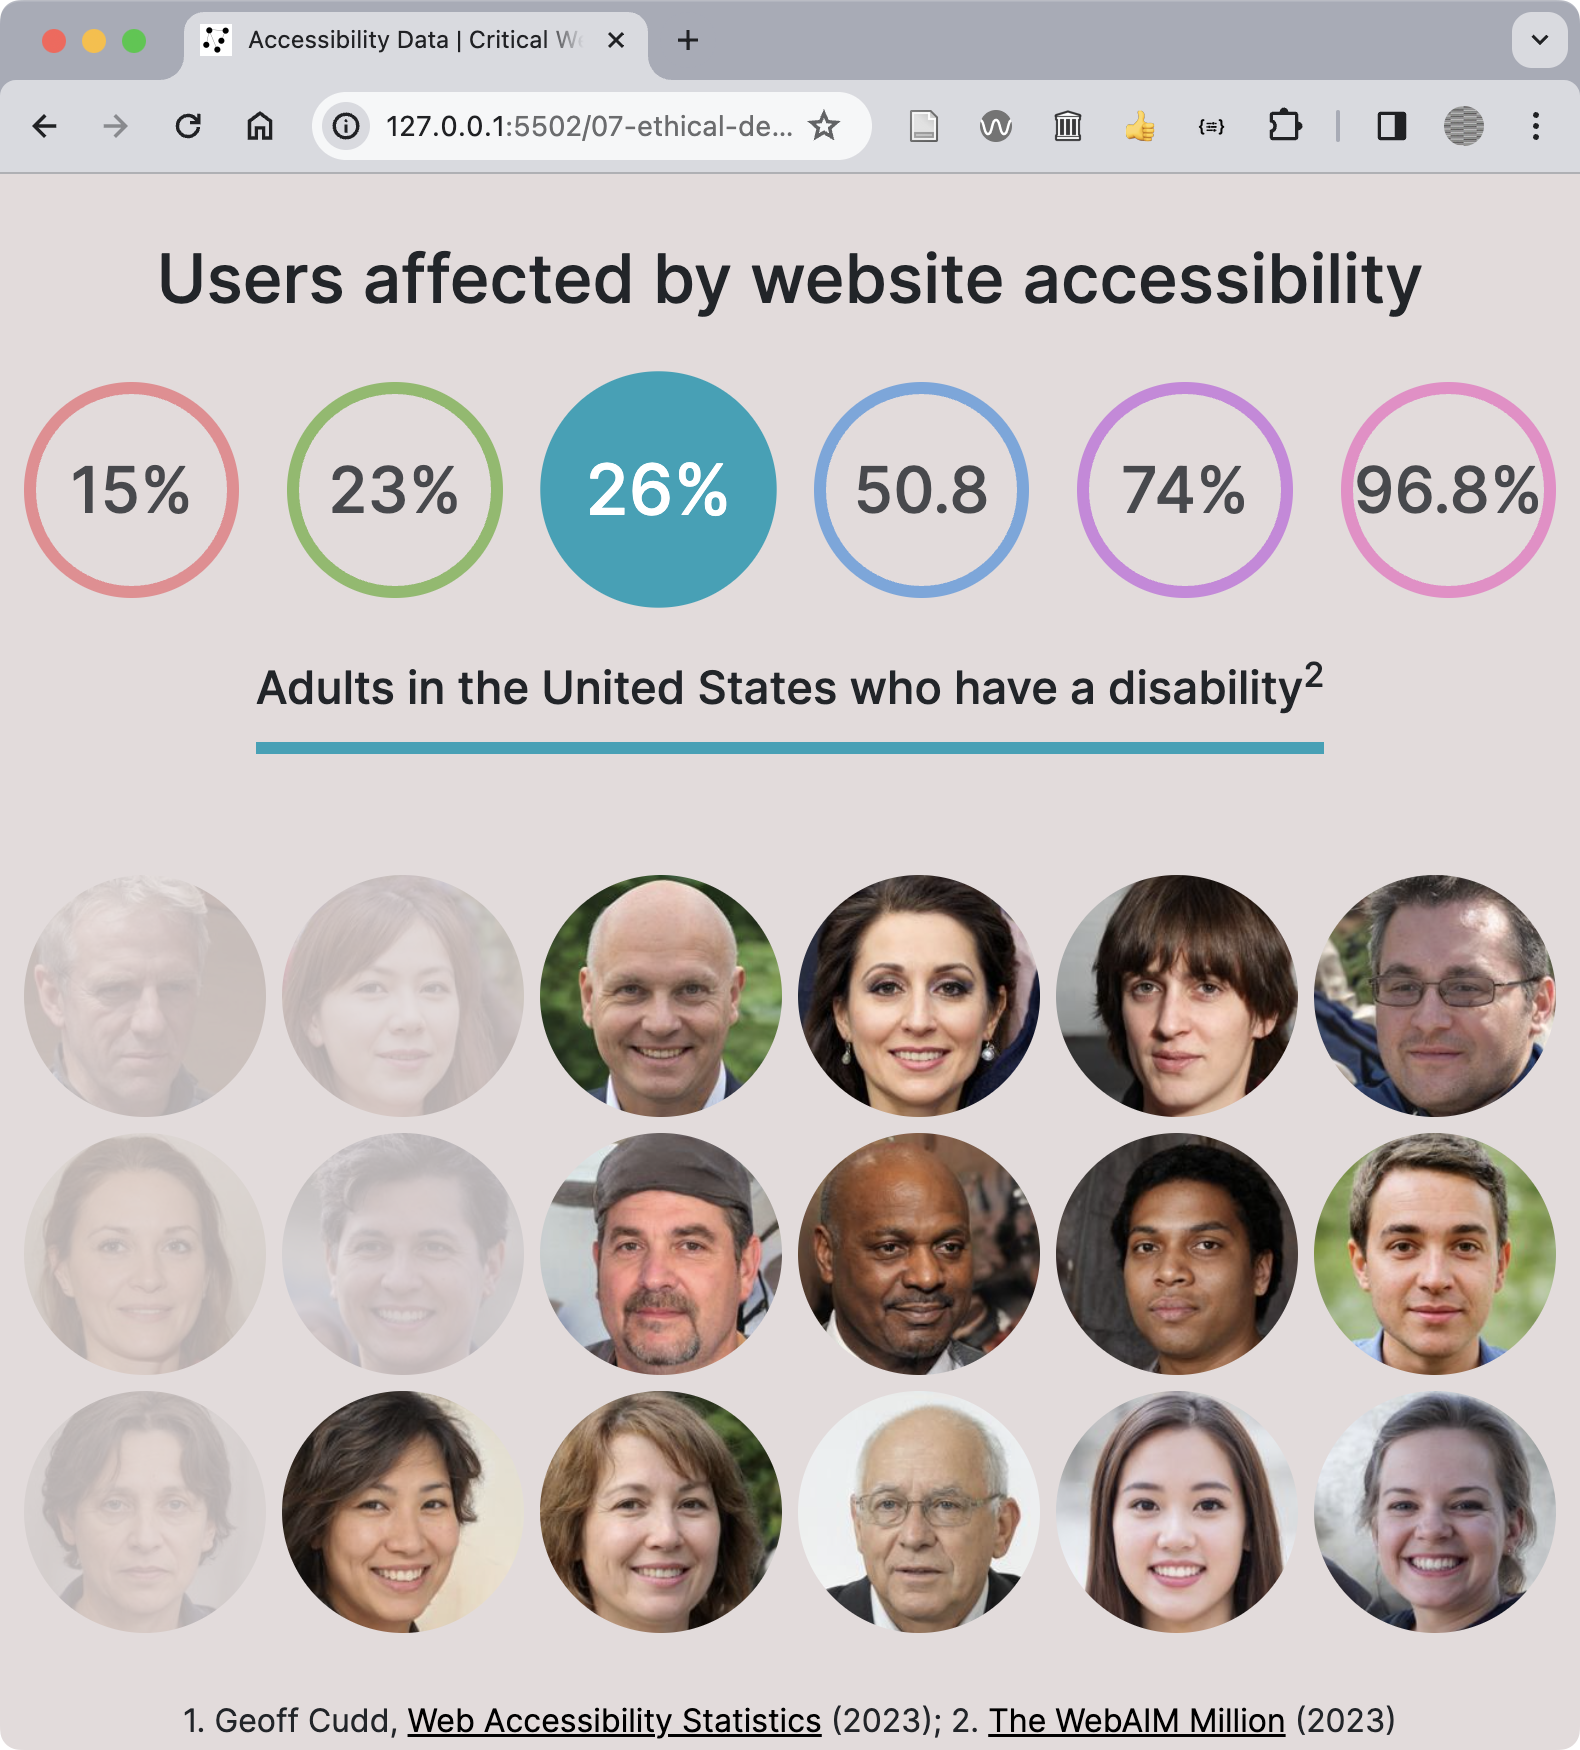 Accessibility Data | Critical We
127.0.0.1:5502/07-ethical-de...
Users affected by website accessibility
15%
23%
26%
50.8
74%
96.8%
Adults in the United States who have a disability2
1. Geoff Cudd, Web Accessibility Statistics (2023); 2. The WebAIM Million (2023)